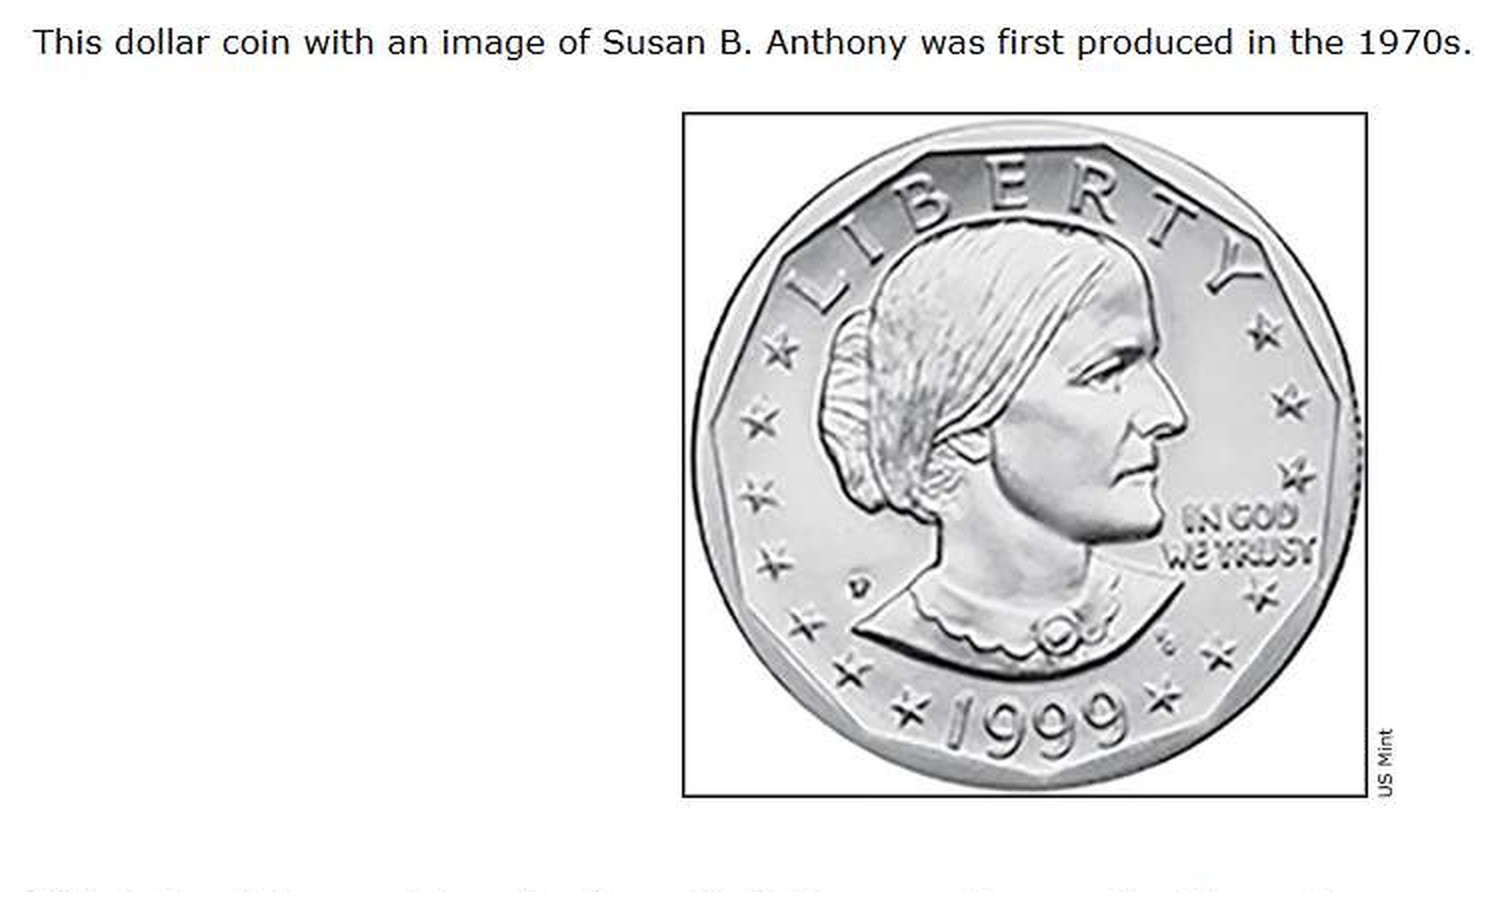 This dollar coin with an image of Susan B. Anthony was first produced in the 1970s.
LIBERTY
IN GOD
WE TRUST
1999
US Mint